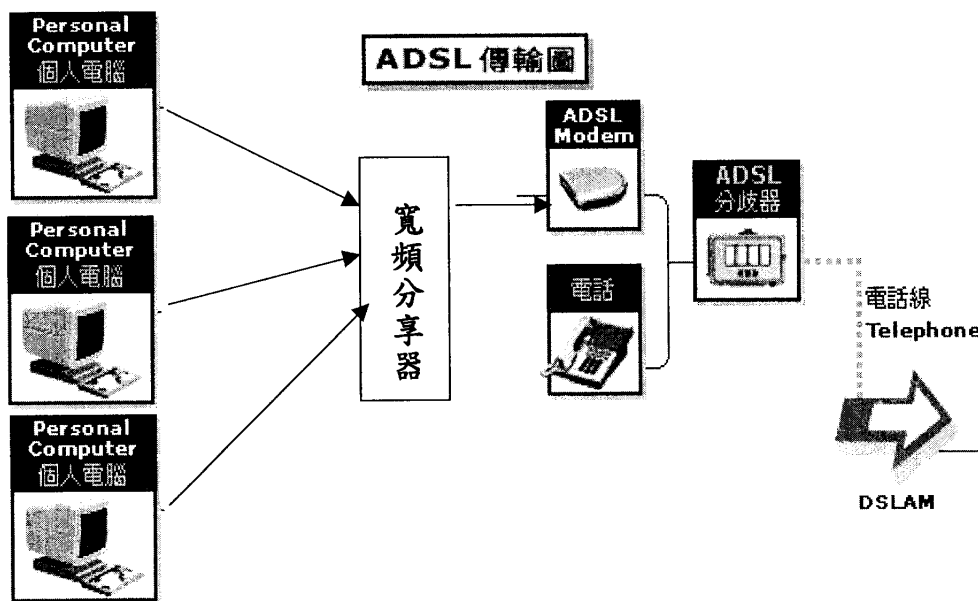 ADSL 傳輸圖
Personal
Computer
個人電腦
Personal
Computer
個人電腦
Personal
Computer
個人電腦
寬頻分享器
ADSL
Modem
電話
ADSL
分歧器
電話線
Telephone
DSLAM